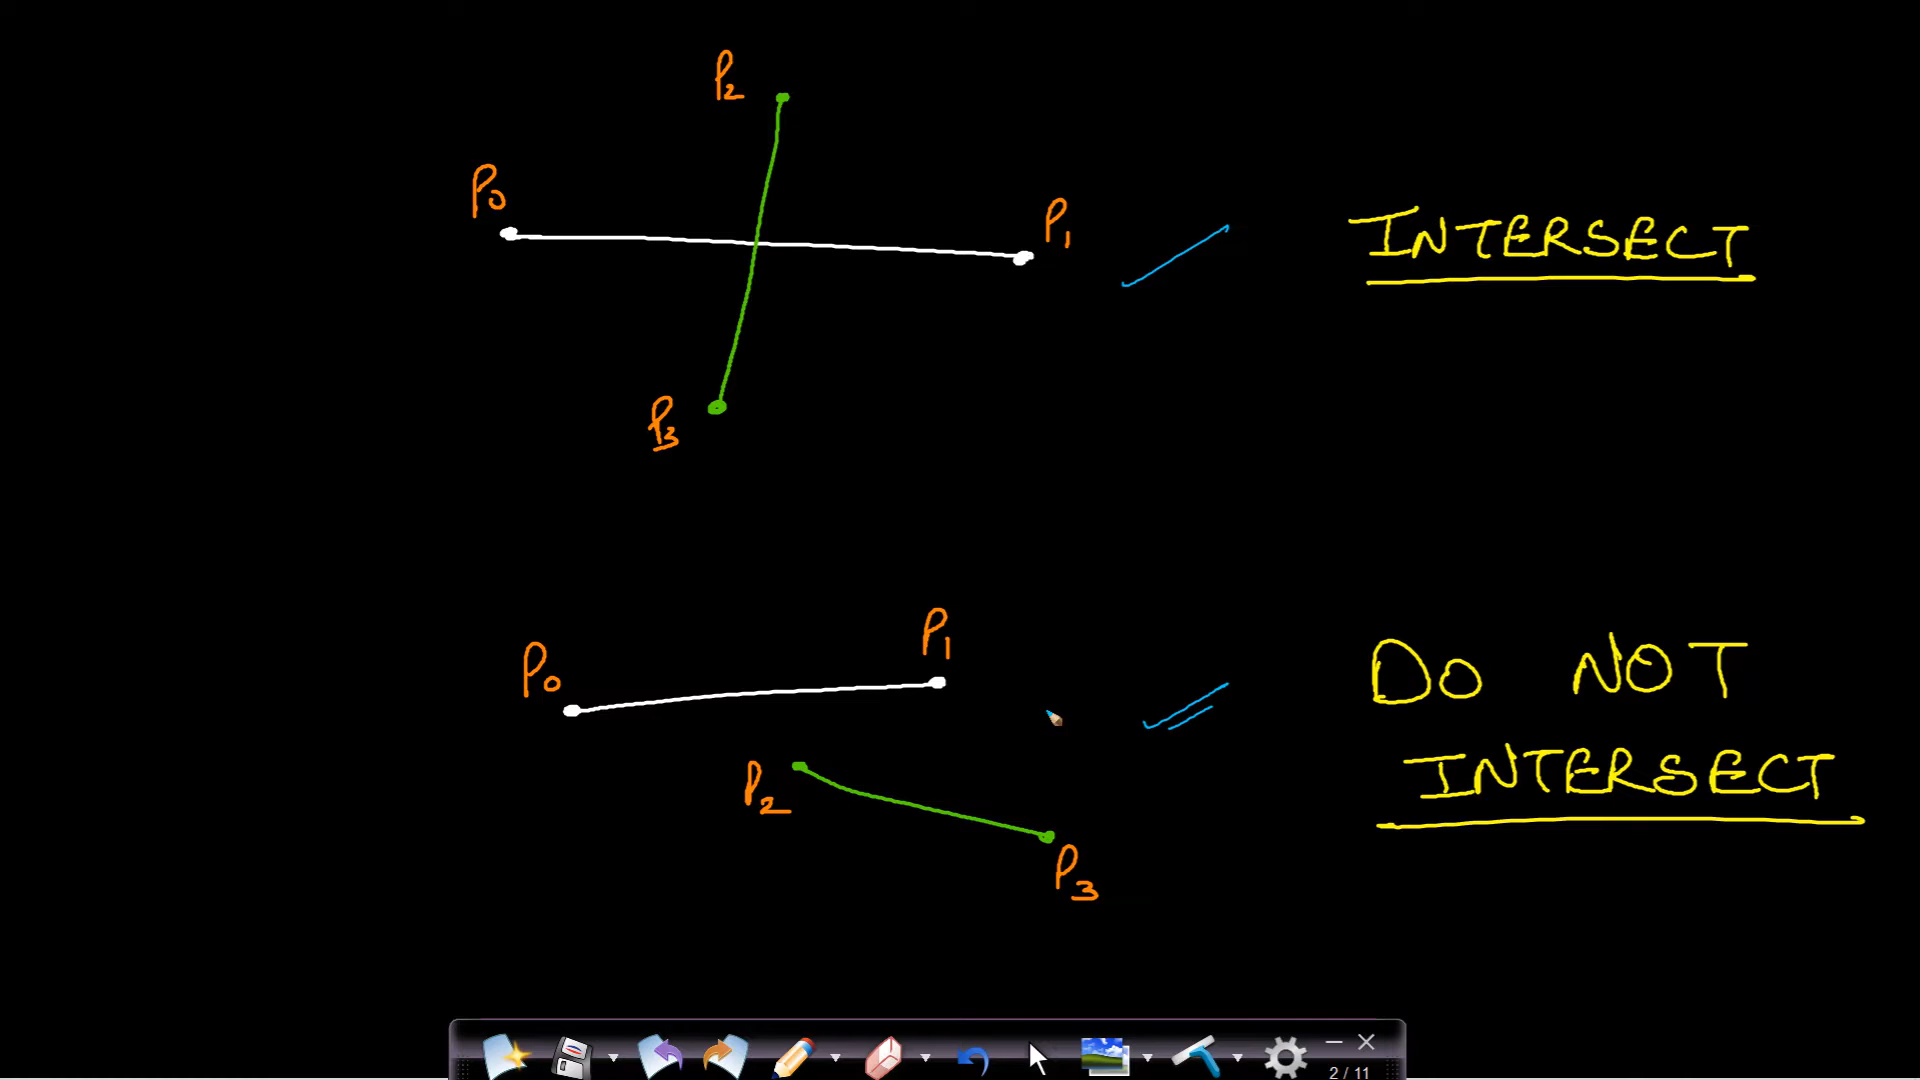 P2
P0
P1
INTERSECT
P3
P1
P0
DO NOT
INTERSECT
P2
P3
2 / 11